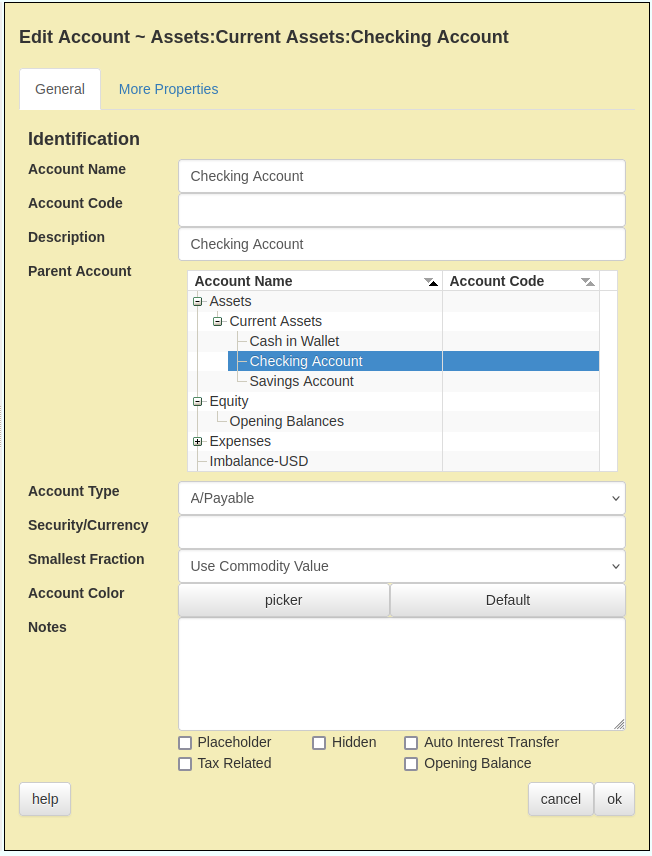 Edit Account ~ Assets:Current Assets:Checking Account
General More Properties
Identification
Account Name Checking Account
Account Code
Description Checking Account
Parent Account
Account Name Account Code
Assets
Current Assets
Cash in Wallet
Checking Account
Savings Account
Equity
Opening Balances
Expenses
Imbalance-USD
Account Type A/Payable
Security/Currency
Smallest Fraction Use Commodity Value
Account Color picker Default
Notes
Placeholder Hidden Auto Interest Transfer
Tax Related Opening Balance
help cancel ok